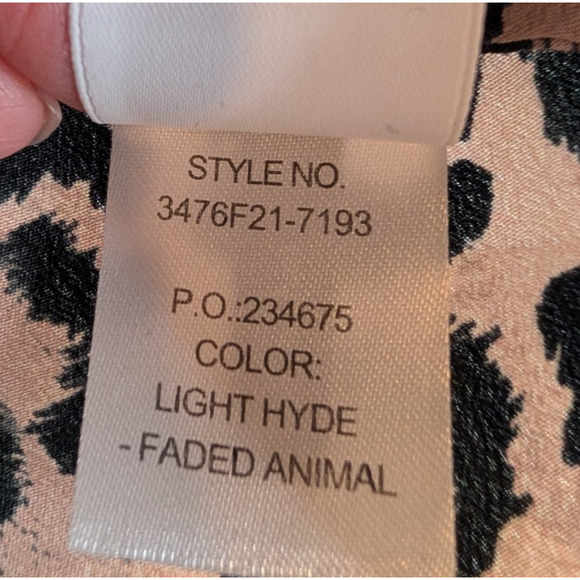 STYLE NO.
3476F21-7193
P.O.:234675
COLOR:
LIGHT HYDE
- FADED ANIMAL